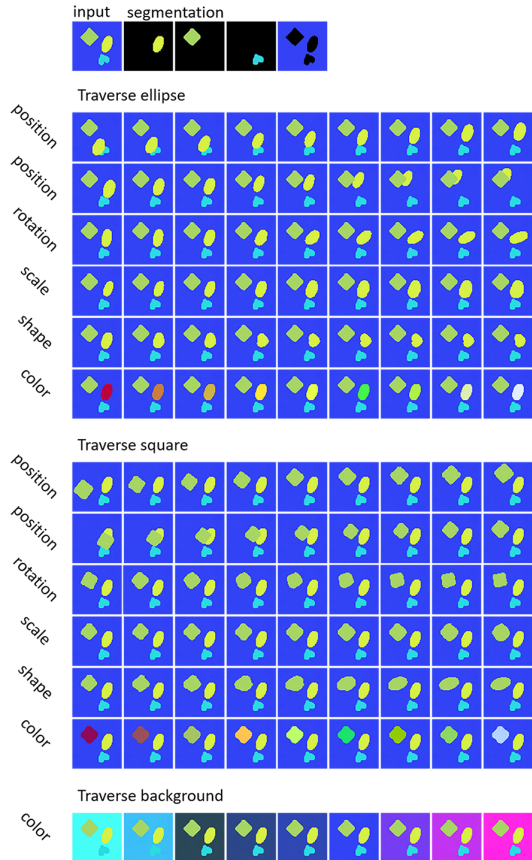 input segmentation
Traverse ellipse
position
position
rotation
scale
shape
color
Traverse square
position
position
rotation
scale
shape
color
Traverse background
color